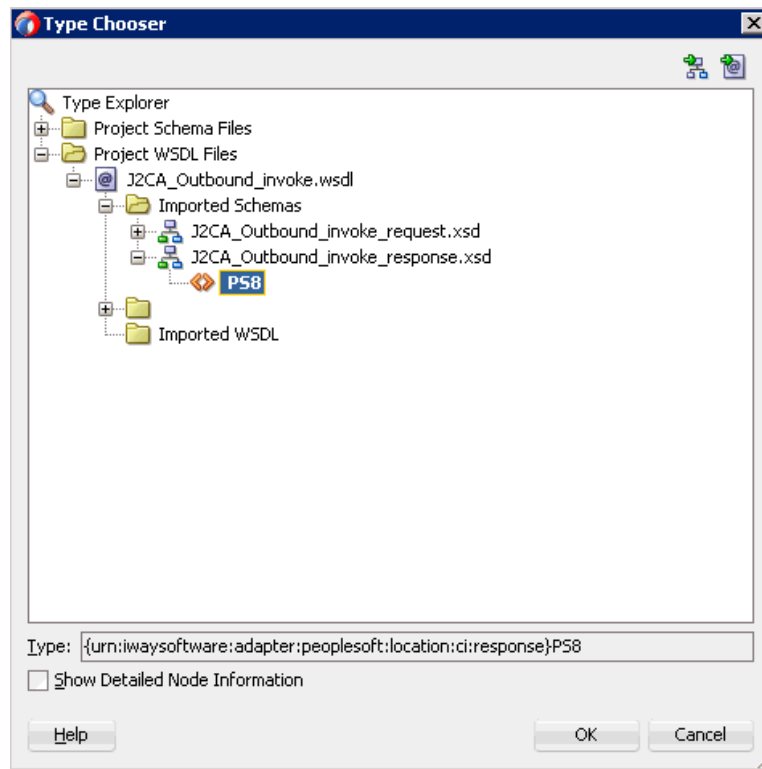 Type Chooser
Type Explorer
Project Schema Files
Project WSDL Files
J2CA_Outbound_invoke.wsdl
Imported Schemas
J2CA_Outbound_invoke_request.xsd
J2CA_Outbound_invoke_response.xsd
PS8
Imported WSDL
Type: {urn:iwaysoftware:adapter:peoplesoft:location:ci:response}PS8
Show Detailed Node Information
Help OK Cancel